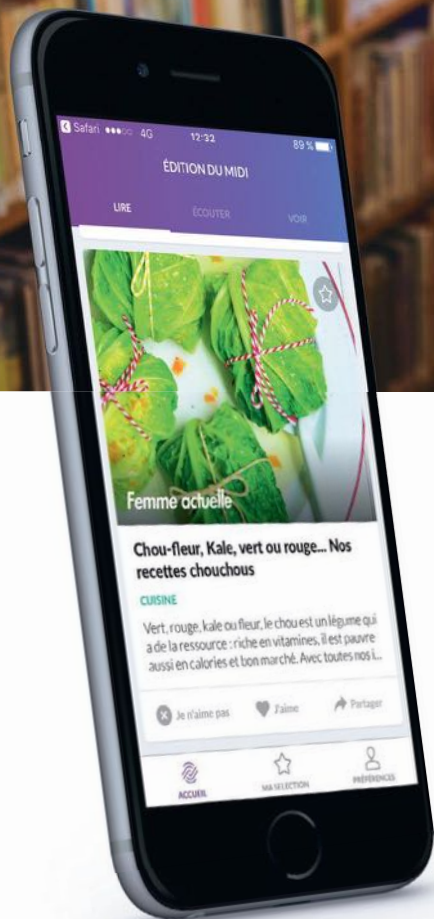 Safari 4G 12:32 89 %
ÉDITION DU MIDI
LIRE ÉCOUTER VOIR
Femme actuelle
Chou-fleur, Kale, vert ou rouge... Nos
recettes chouchous
CUISINE
Vert, rouge, kale ou fleur, le chou est un légume qui
a de la ressource : riche en vitamines, il est pauvre
aussi en calories et bon marché. Avec toutes nos i...
Je n'aime pas J'aime Partager
ACCUEIL MA SELECTION PRÉFÉRENCES